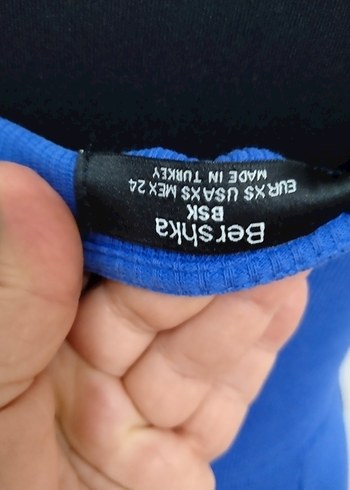 Bershka
BSK
EUR XS USA XS MEX 24
MADE IN TURKEY